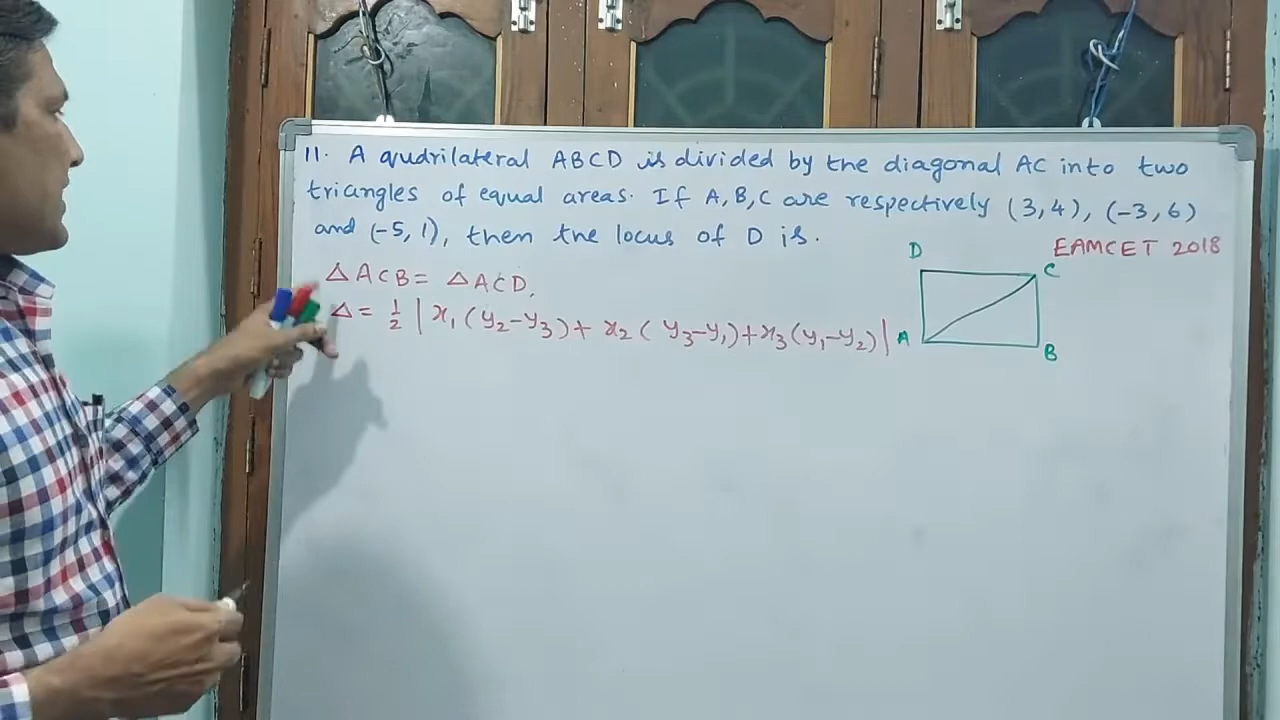 11. A qudrilateral ABCD is divided by the diagonal AC into two
triangles of equal areas. If A, B, C are respectively (3,4), (-3,6)
and (-5,1), then the locus of D is.
EAMCET 2018
△ACB = △ACD.
△ = 1/2 | x₁(y₂-y₃) + x₂(y₃-y₁) + x₃(y₁-y₂) |
D
C
A
B